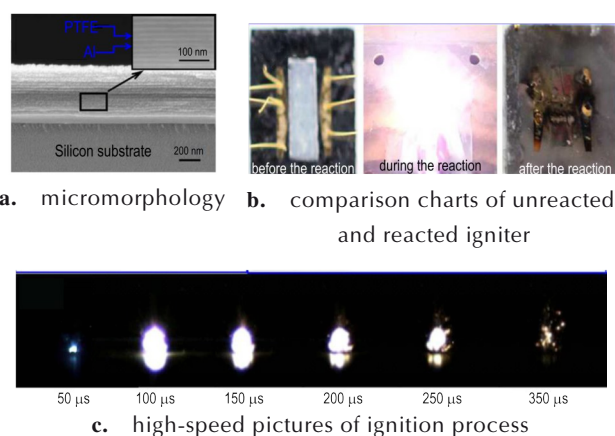 PTFE
Al
100 nm
Silicon substrate
200 nm
before the reaction
during the reaction
after the reaction
a. micromorphology
b. comparison charts of unreacted
and reacted igniter
50 μs
100 μs
150 μs
200 μs
250 μs
350 μs
c. high-speed pictures of ignition process